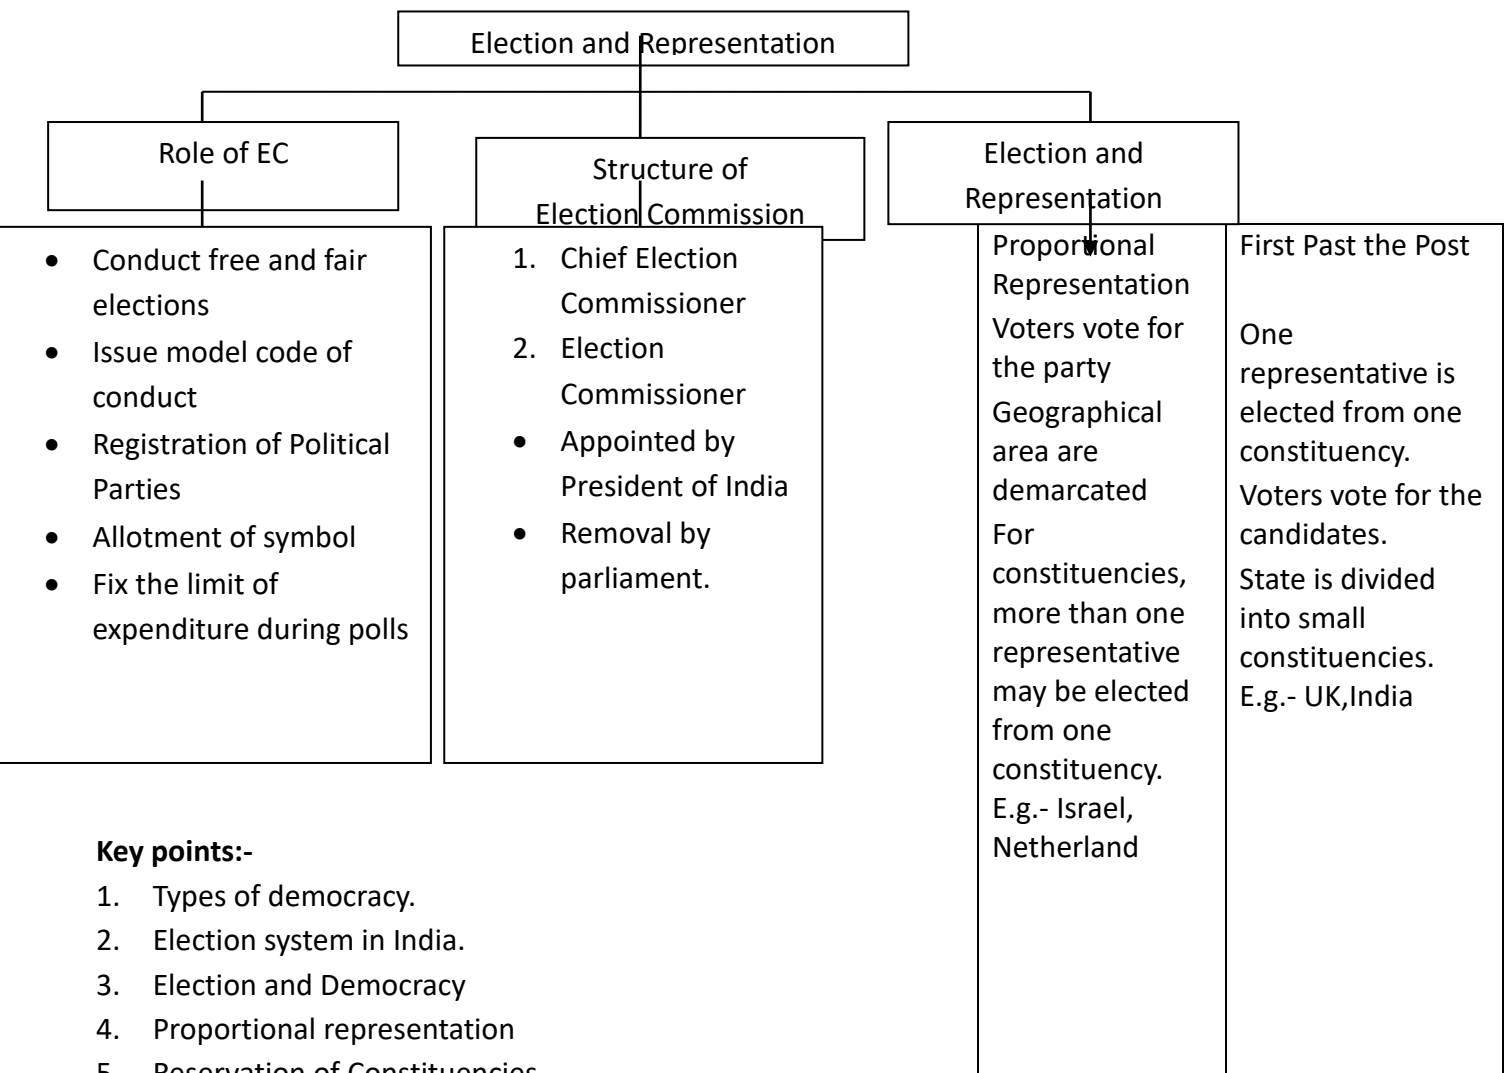 Election and Representation
Role of EC
Structure of
Election Commission
Election and
Representation
• Conduct free and fair
elections
• Issue model code of
conduct
• Registration of Political
Parties
• Allotment of symbol
• Fix the limit of
expenditure during polls
1. Chief Election
Commissioner
2. Election
Commissioner
• Appointed by
President of India
• Removal by
parliament.
Proportional
Representation
Voters vote for
the party
Geographical
area are
demarcated
For
constituencies,
more than one
representative
may be elected
from one
constituency.
E.g.- Israel,
Netherland
First Past the Post
One
representative is
elected from one
constituency.
Voters vote for the
candidates.
State is divided
into small
constituencies.
E.g.- UK,India
Key points:-
1. Types of democracy.
2. Election system in India.
3. Election and Democracy
4. Proportional representation
5. Reservation of Constituencies